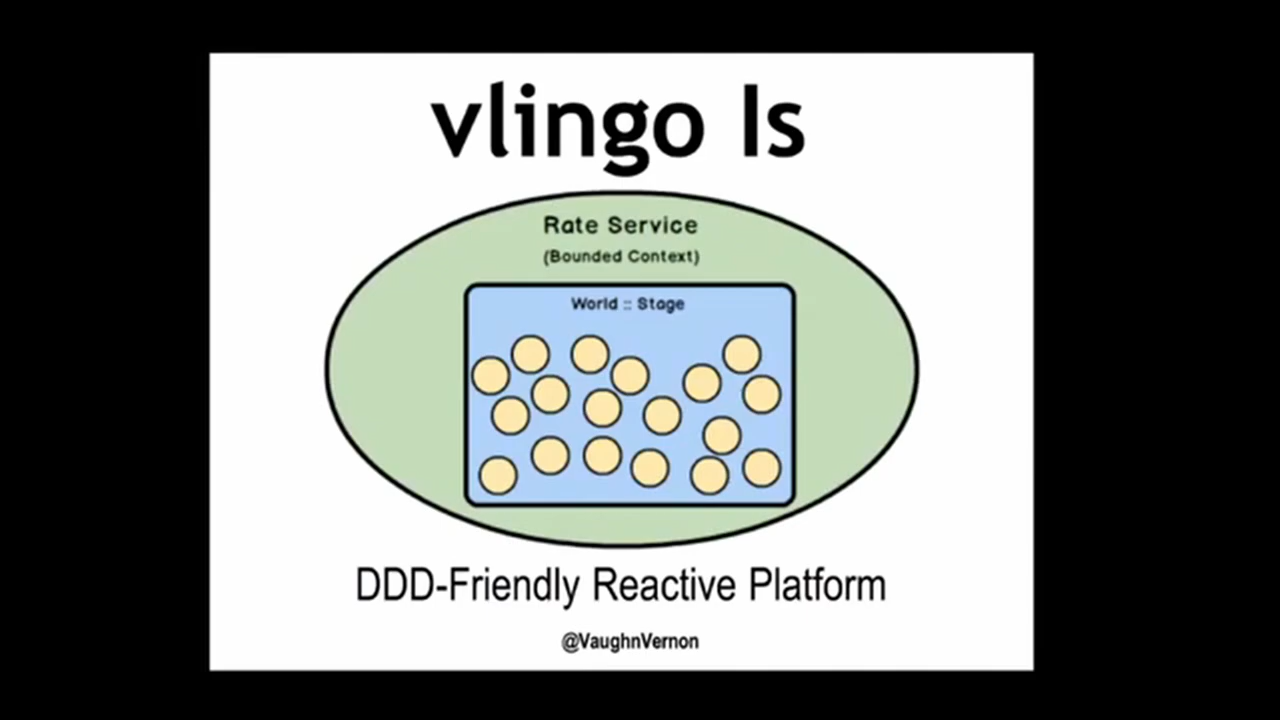 vlingo Is
Rate Service
(Bounded Context)
World :: Stage
DDD-Friendly Reactive Platform
@VaughnVernon